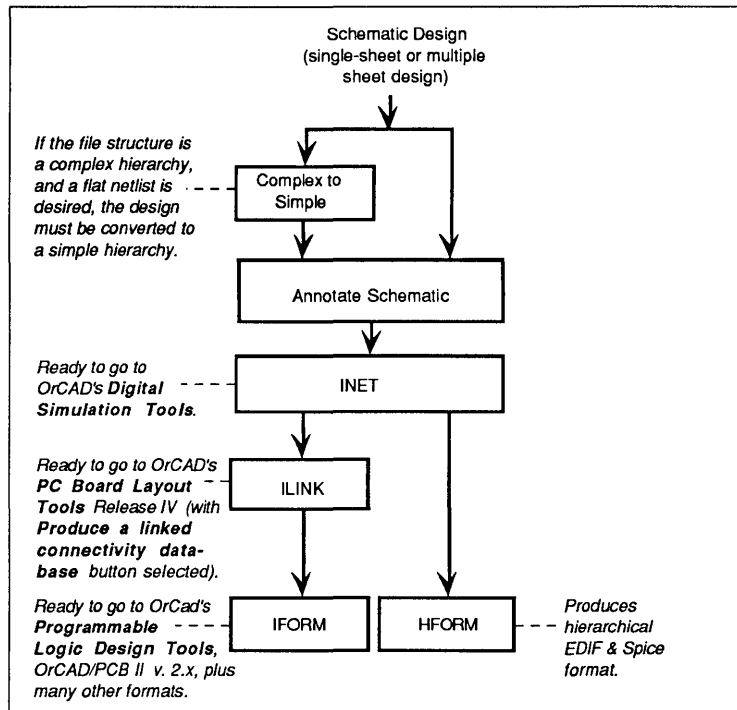 Schematic Design
(single-sheet or multiple
sheet design)
If the file structure is
a complex hierarchy,
and a flat netlist is
desired, the design
must be converted to
a simple hierarchy.
Complex to
Simple
Annotate Schematic
Ready to go to
OrCAD's Digital
Simulation Tools.
INET
Ready to go to OrCAD's
PC Board Layout
Tools Release IV (with
Produce a linked
connectivity data-
base button selected).
ILINK
Ready to go to OrCad's
Programmable
Logic Design Tools,
OrCAD/PCB II v. 2.x, plus
many other formats.
IFORM
HFORM
Produces
hierarchical
EDIF & Spice
format.